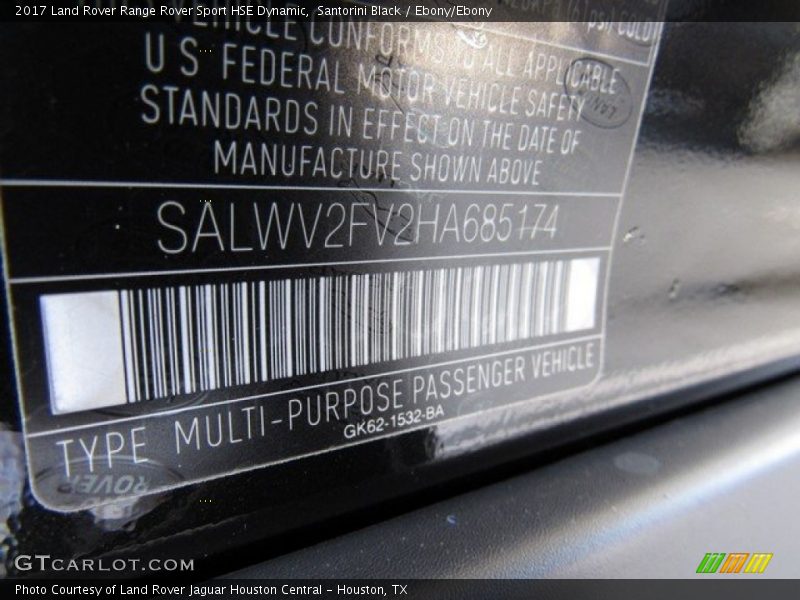 2017 Land Rover Range Rover Sport HSE Dynamic, Santorini Black / Ebony/Ebony
VEHICLE CONFORMS TO ALL APPLICABLE
U S FEDERAL MOTOR VEHICLE SAFETY
STANDARDS IN EFFECT ON THE DATE OF
MANUFACTURE SHOWN ABOVE
SALWV2FV2HA685174
TYPE MULTI-PURPOSE PASSENGER VEHICLE
GK62-1532-BA
ROVER
GTCARLOT.COM
Photo Courtesy of Land Rover Jaguar Houston Central - Houston, TX